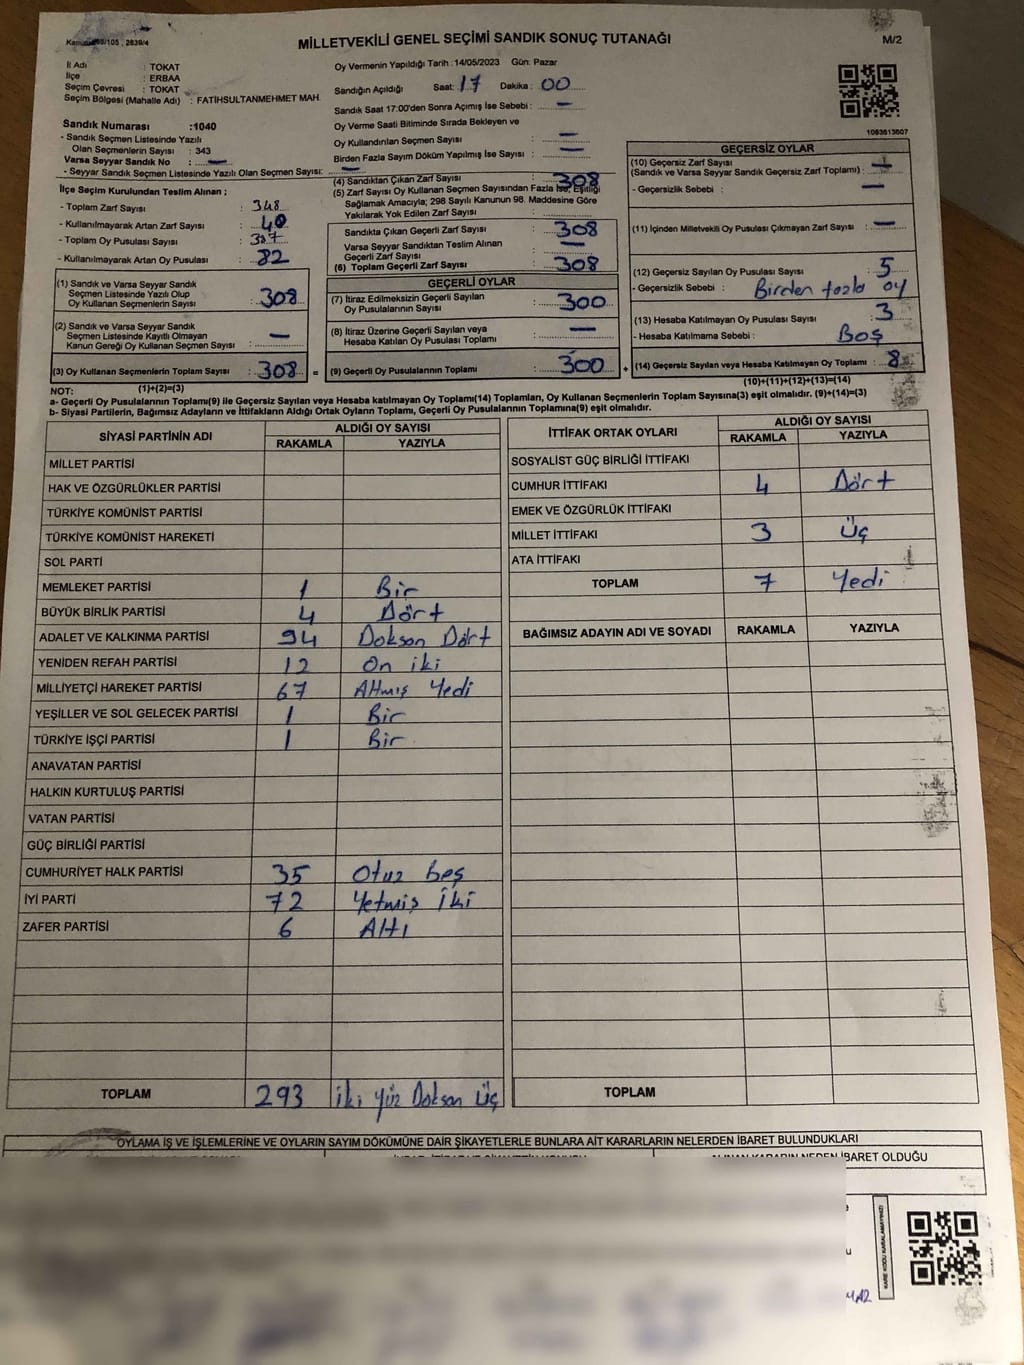 MİLLETVEKİLİ GENEL SEÇİMİ SANDIK SONUÇ TUTANAĞI
M/2
İl Adı : TOKAT
İlçe : ERBAA
Seçim Çevresi : TOKAT
Seçim Bölgesi (Mahalle Adı) : FATİHSULTANMEHMET MAH
Sandık Numarası :1040
- Sandık Seçmen Listesinde Yazılı
Olan Seçmenlerin Sayısı : 343
Varsa Seyyar Sandık No : —
- Seyyar Sandık Seçmen Listesinde Yazılı Olan Seçmen Sayısı: —
Oy Vermenin Yapıldığı Tarih : 14/05/2023 Gün: Pazar
Sandığın Açıldığı Saat: 17 Dakika : 00
Sandık Saat 17:00'den Sonra Açımış İse Sebebi : —
Oy Verme Saati Bitiminde Sırada Bekleyen ve
Oy Kullandırılan Seçmen Sayısı : —
Birden Fazla Sayım Döküm Yapılmış İse Sayısı : —
1083813607
İlçe Seçim Kurulundan Teslim Alınan ;
- Toplam Zarf Sayısı : 348
- Kullanılmayarak Artan Zarf Sayısı : 40
- Toplam Oy Pusulası Sayısı :
- Kullanılmayarak Artan Oy Pusulası : 82
(1) Sandık ve Varsa Seyyar Sandık
Seçmen Listesinde Yazılı Olup
Oy Kullanan Seçmenlerin Sayısı : 308
(2) Sandık ve Varsa Seyyar Sandık
Seçmen Listesinde Kayıtlı Olmayan
Kanun Gereği Oy Kullanan Seçmen Sayısı : —
(3) Oy Kullanan Seçmenlerin Toplam Sayısı : 308 =
(4) Sandıktan Çıkan Zarf Sayısı : 308
(5) Zarf Sayısı Oy Kullanan Seçmen Sayısından Fazla İse, Eşitliği
Sağlamak Amacıyla; 298 Sayılı Kanunun 98. Maddesine Göre
Yakılarak Yok Edilen Zarf Sayısı :
Sandıkta Çıkan Geçerli Zarf Sayısı : 308
Varsa Seyyar Sandıktan Teslim Alınan
Geçerli Zarf Sayısı : —
(6) Toplam Geçerli Zarf Sayısı : 308
GEÇERLİ OYLAR
(7) İtiraz Edilmeksizin Geçerli Sayılan
Oy Pusulalarının Sayısı : 300
(8) İtiraz Üzerine Geçerli Sayılan veya
Hesaba Katılan Oy Pusulası Toplamı : —
(9) Geçerli Oy Pusulalarının Toplamı : 300 +
GEÇERSİZ OYLAR
(10) Geçersiz Zarf Sayısı
(Sandık ve Varsa Seyyar Sandık Geçersiz Zarf Toplamı) : —
- Geçersizlik Sebebi : —
(11) İçinden Milletvekili Oy Pusulası Çıkmayan Zarf Sayısı : —
(12) Geçersiz Sayılan Oy Pusulası Sayısı : 5
- Geçersizlik Sebebi : Birden fazla oy
(13) Hesaba Katılmayan Oy Pusulası Sayısı : 3
- Hesaba Katılmama Sebebi : Boş
(14) Geçersiz Sayılan veya Hesaba Katılmayan Oy Toplamı : 8
NOT: (1)+(2)=(3)
(10)+(11)+(12)+(13)=(14)
a- Geçerli Oy Pusulalarının Toplamı(9) ile Geçersiz Sayılan veya Hesaba katılmayan Oy Toplamı(14) Toplamları, Oy Kullanan Seçmenlerin Toplam Sayısına(3) eşit olmalıdır. (9)+(14)=(3)
b- Siyasi Partilerin, Bağımsız Adayların ve İttifakların Aldığı Ortak Oyların Toplamı, Geçerli Oy Pusulalarının Toplamına(9) eşit olmalıdır.
SİYASİ PARTİNİN ADI
ALDIĞI OY SAYISI
RAKAMLA YAZIYLA
MİLLET PARTİSİ
HAK VE ÖZGÜRLÜKLER PARTİSİ
TÜRKİYE KOMÜNİST PARTİSİ
TÜRKİYE KOMÜNİST HAREKETİ
SOL PARTİ
MEMLEKET PARTİSİ 1 Bir
BÜYÜK BİRLİK PARTİSİ 4 Dört
ADALET VE KALKINMA PARTİSİ 94 Doksan Dört
YENİDEN REFAH PARTİSİ 12 On iki
MİLLİYETÇİ HAREKET PARTİSİ 67 Altmış Yedi
YEŞİLLER VE SOL GELECEK PARTİSİ 1 Bir
TÜRKİYE İŞÇİ PARTİSİ 1 Bir
ANAVATAN PARTİSİ
HALKIN KURTULUŞ PARTİSİ
VATAN PARTİSİ
GÜÇ BİRLİĞİ PARTİSİ
CUMHURİYET HALK PARTİSİ 35 Otuz beş
İYİ PARTİ 72 Yetmiş İki
ZAFER PARTİSİ 6 Altı
TOPLAM 293 İki Yüz Doksan Üç
İTTİFAK ORTAK OYLARI
ALDIĞI OY SAYISI
RAKAMLA YAZIYLA
SOSYALİST GÜÇ BİRLİĞİ İTTİFAKI
CUMHUR İTTİFAKI 4 Dört
EMEK VE ÖZGÜRLÜK İTTİFAKI
MİLLET İTTİFAKI 3 Üç
ATA İTTİFAKI
TOPLAM 7 Yedi
BAĞIMSIZ ADAYIN ADI VE SOYADI RAKAMLA YAZIYLA
TOPLAM
OYLAMA İŞ VE İŞLEMLERİNE VE OYLARIN SAYIM DÖKÜMÜNE DAİR ŞİKAYETLERLE BUNLARA AİT KARARLARIN NELERDEN İBARET BULUNDUKLARI
İBARET OLDUĞU
KARE KODU KARALAMAYINIZ!